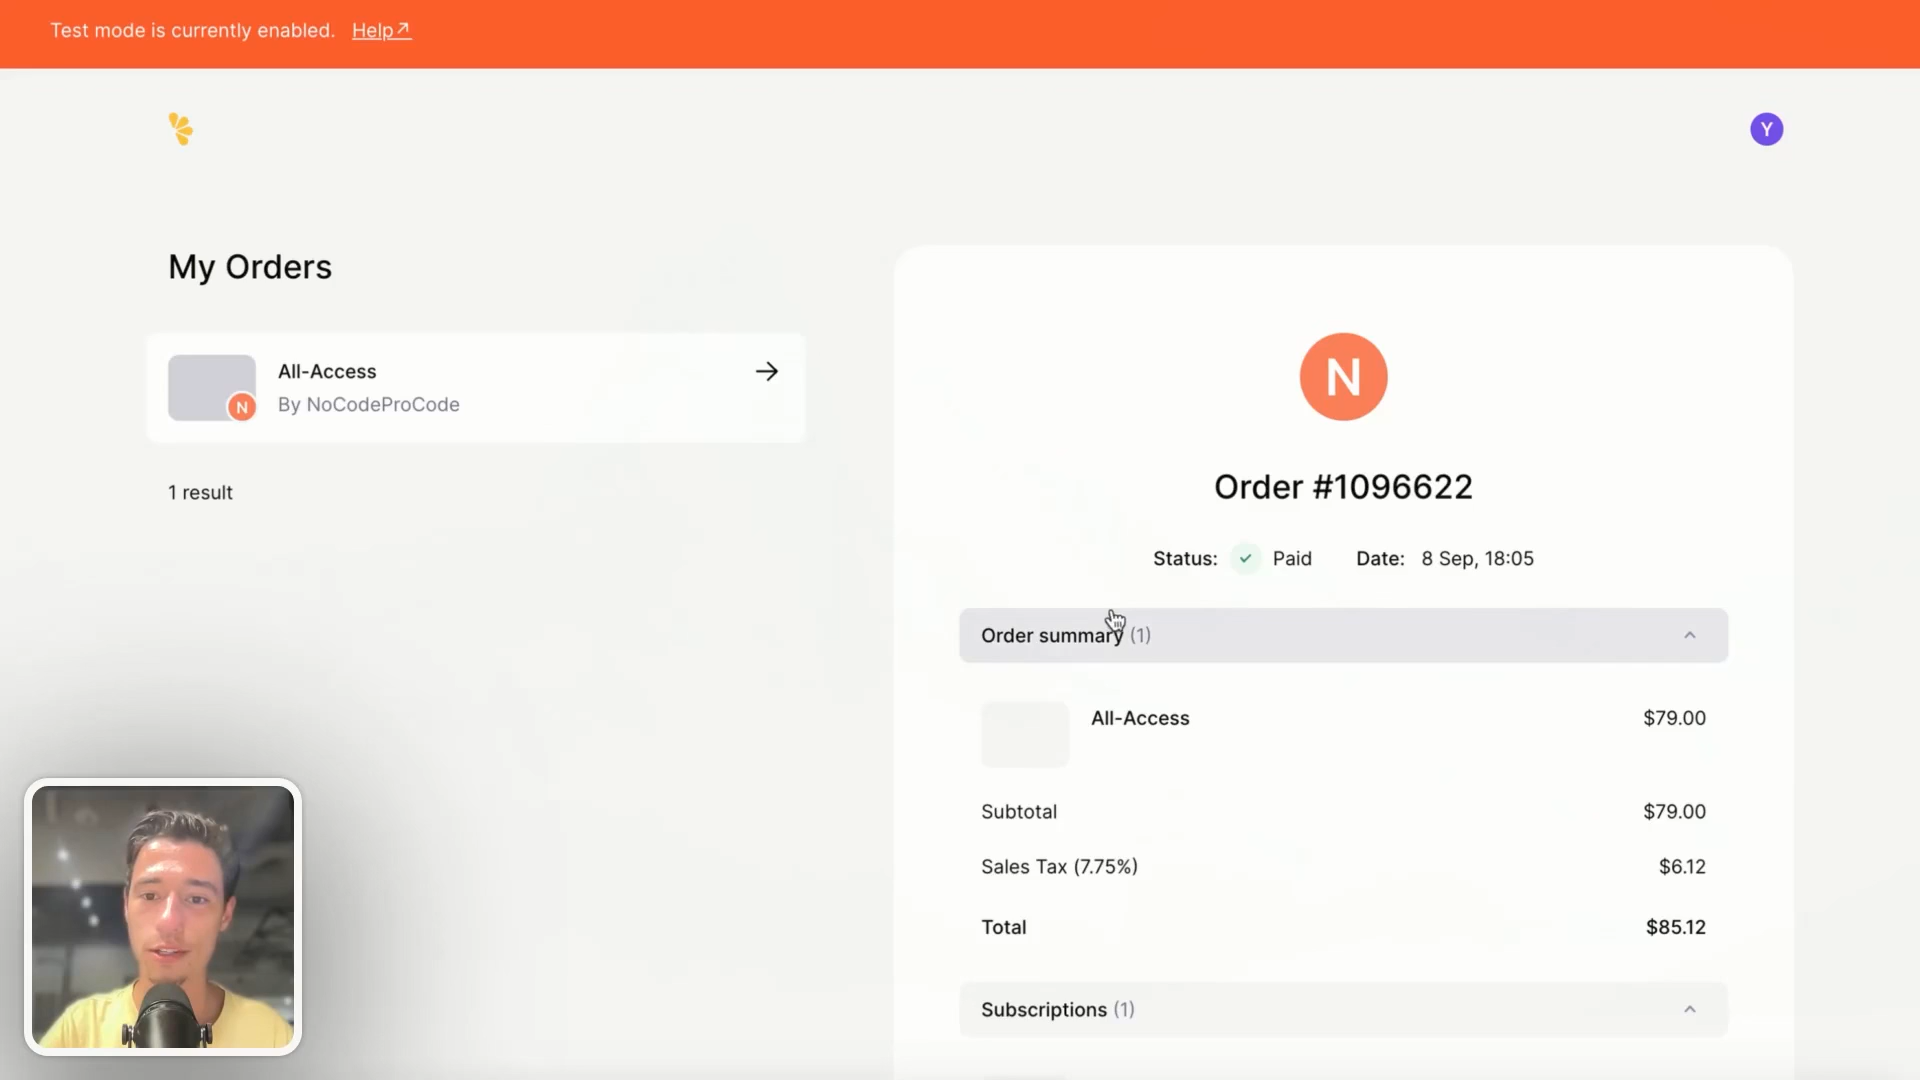 Test mode is currently enabled. Help↗
Y
My Orders
All-Access
By NoCodeProCode
N
1 result
N
Order #1096622
Status: Paid Date: 8 Sep, 18:05
Order summary (1)
All-Access $79.00
Subtotal $79.00
Sales Tax (7.75%) $6.12
Total $85.12
Subscriptions (1)